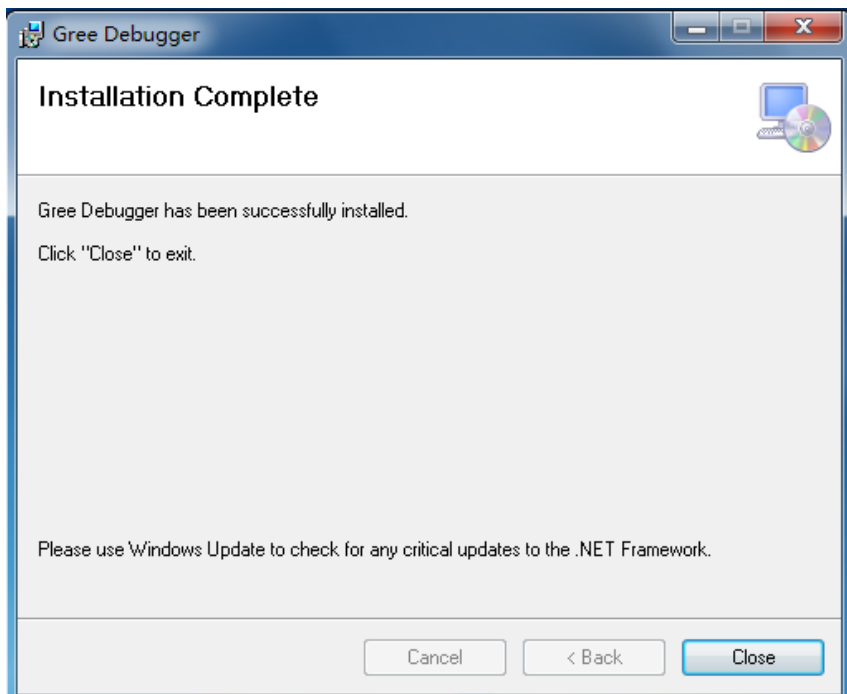 Gree Debugger
Installation Complete
Gree Debugger has been successfully installed.
Click "Close" to exit.
Please use Windows Update to check for any critical updates to the .NET Framework.
Cancel
< Back
Close